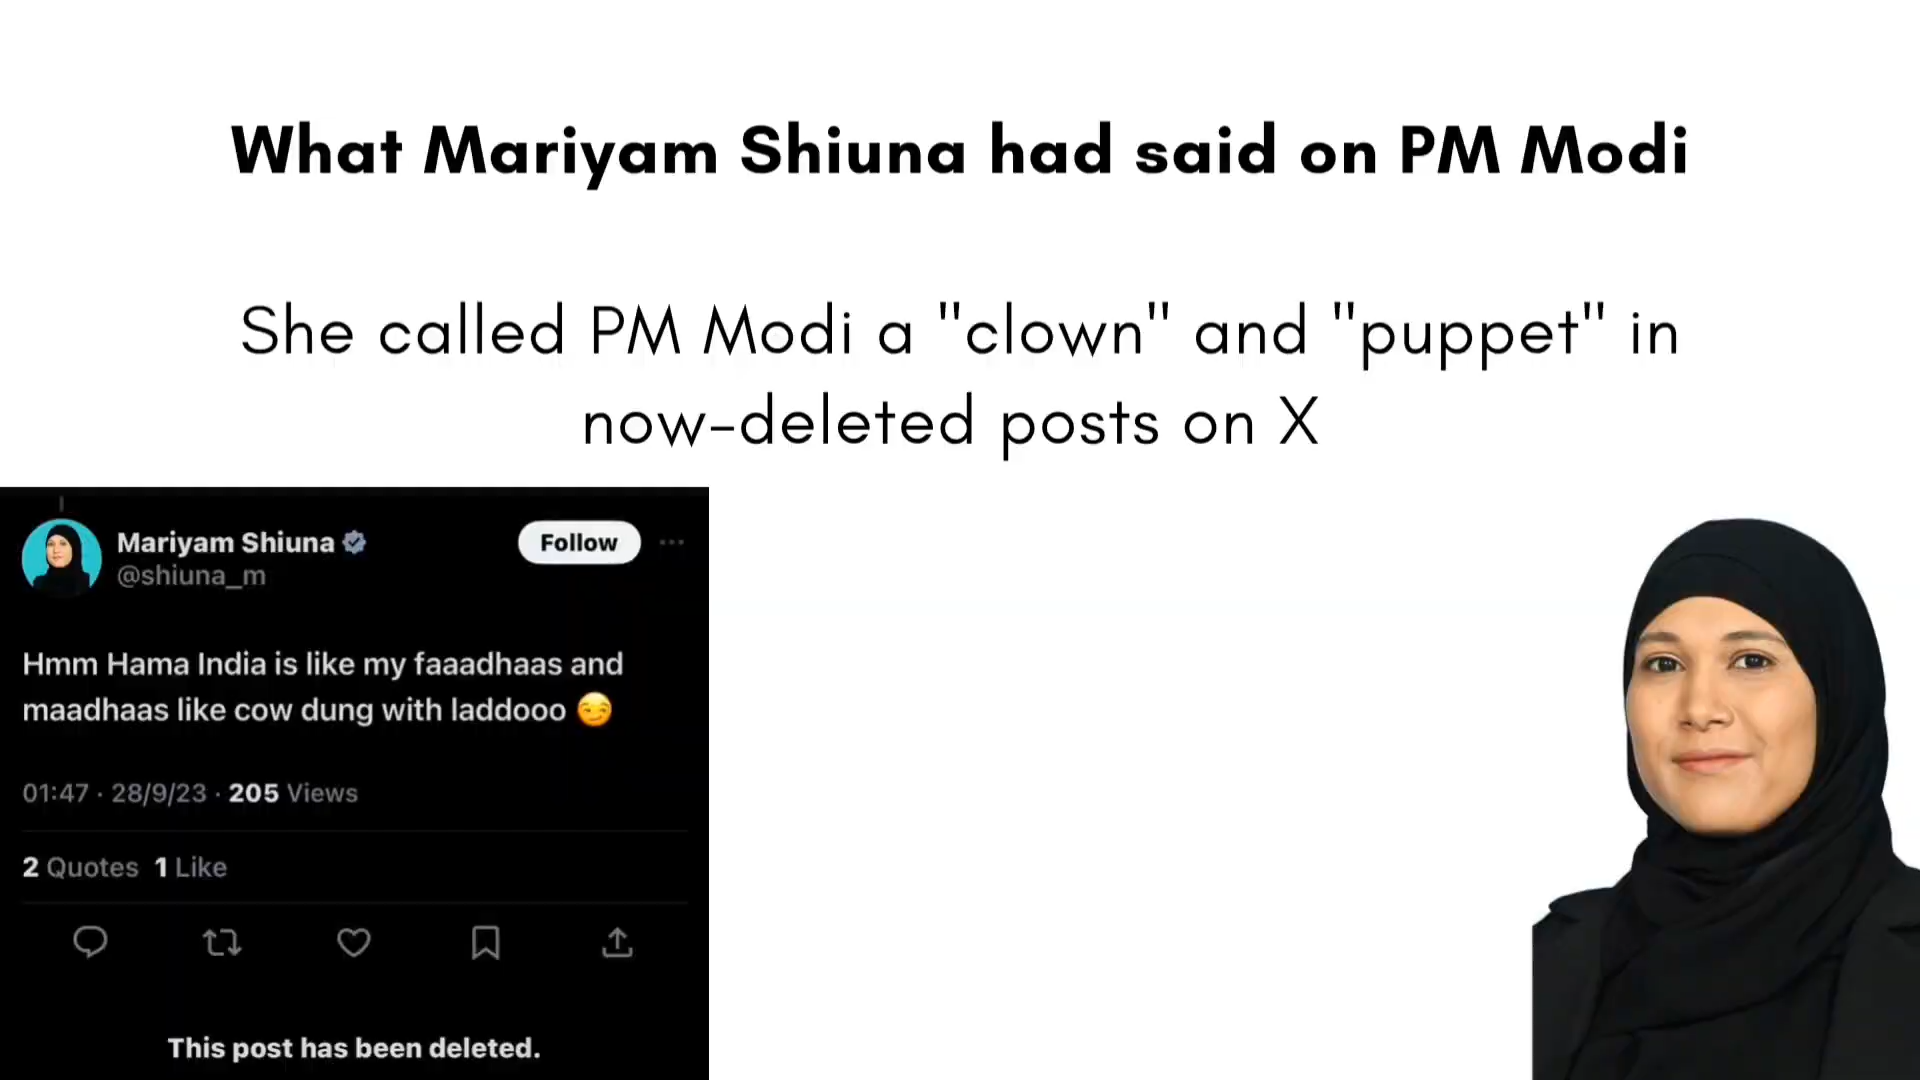 What Mariyam Shiuna had said on PM Modi
She called PM Modi a "clown" and "puppet" in
now-deleted posts on X
Mariyam Shiuna
Follow
@shiuna_m
Hmm Hama India is like my faaadhaas and
maadhaas like cow dung with laddooo 😏
01:47 · 28/9/23 · 205 Views
2 Quotes 1 Like
This post has been deleted.